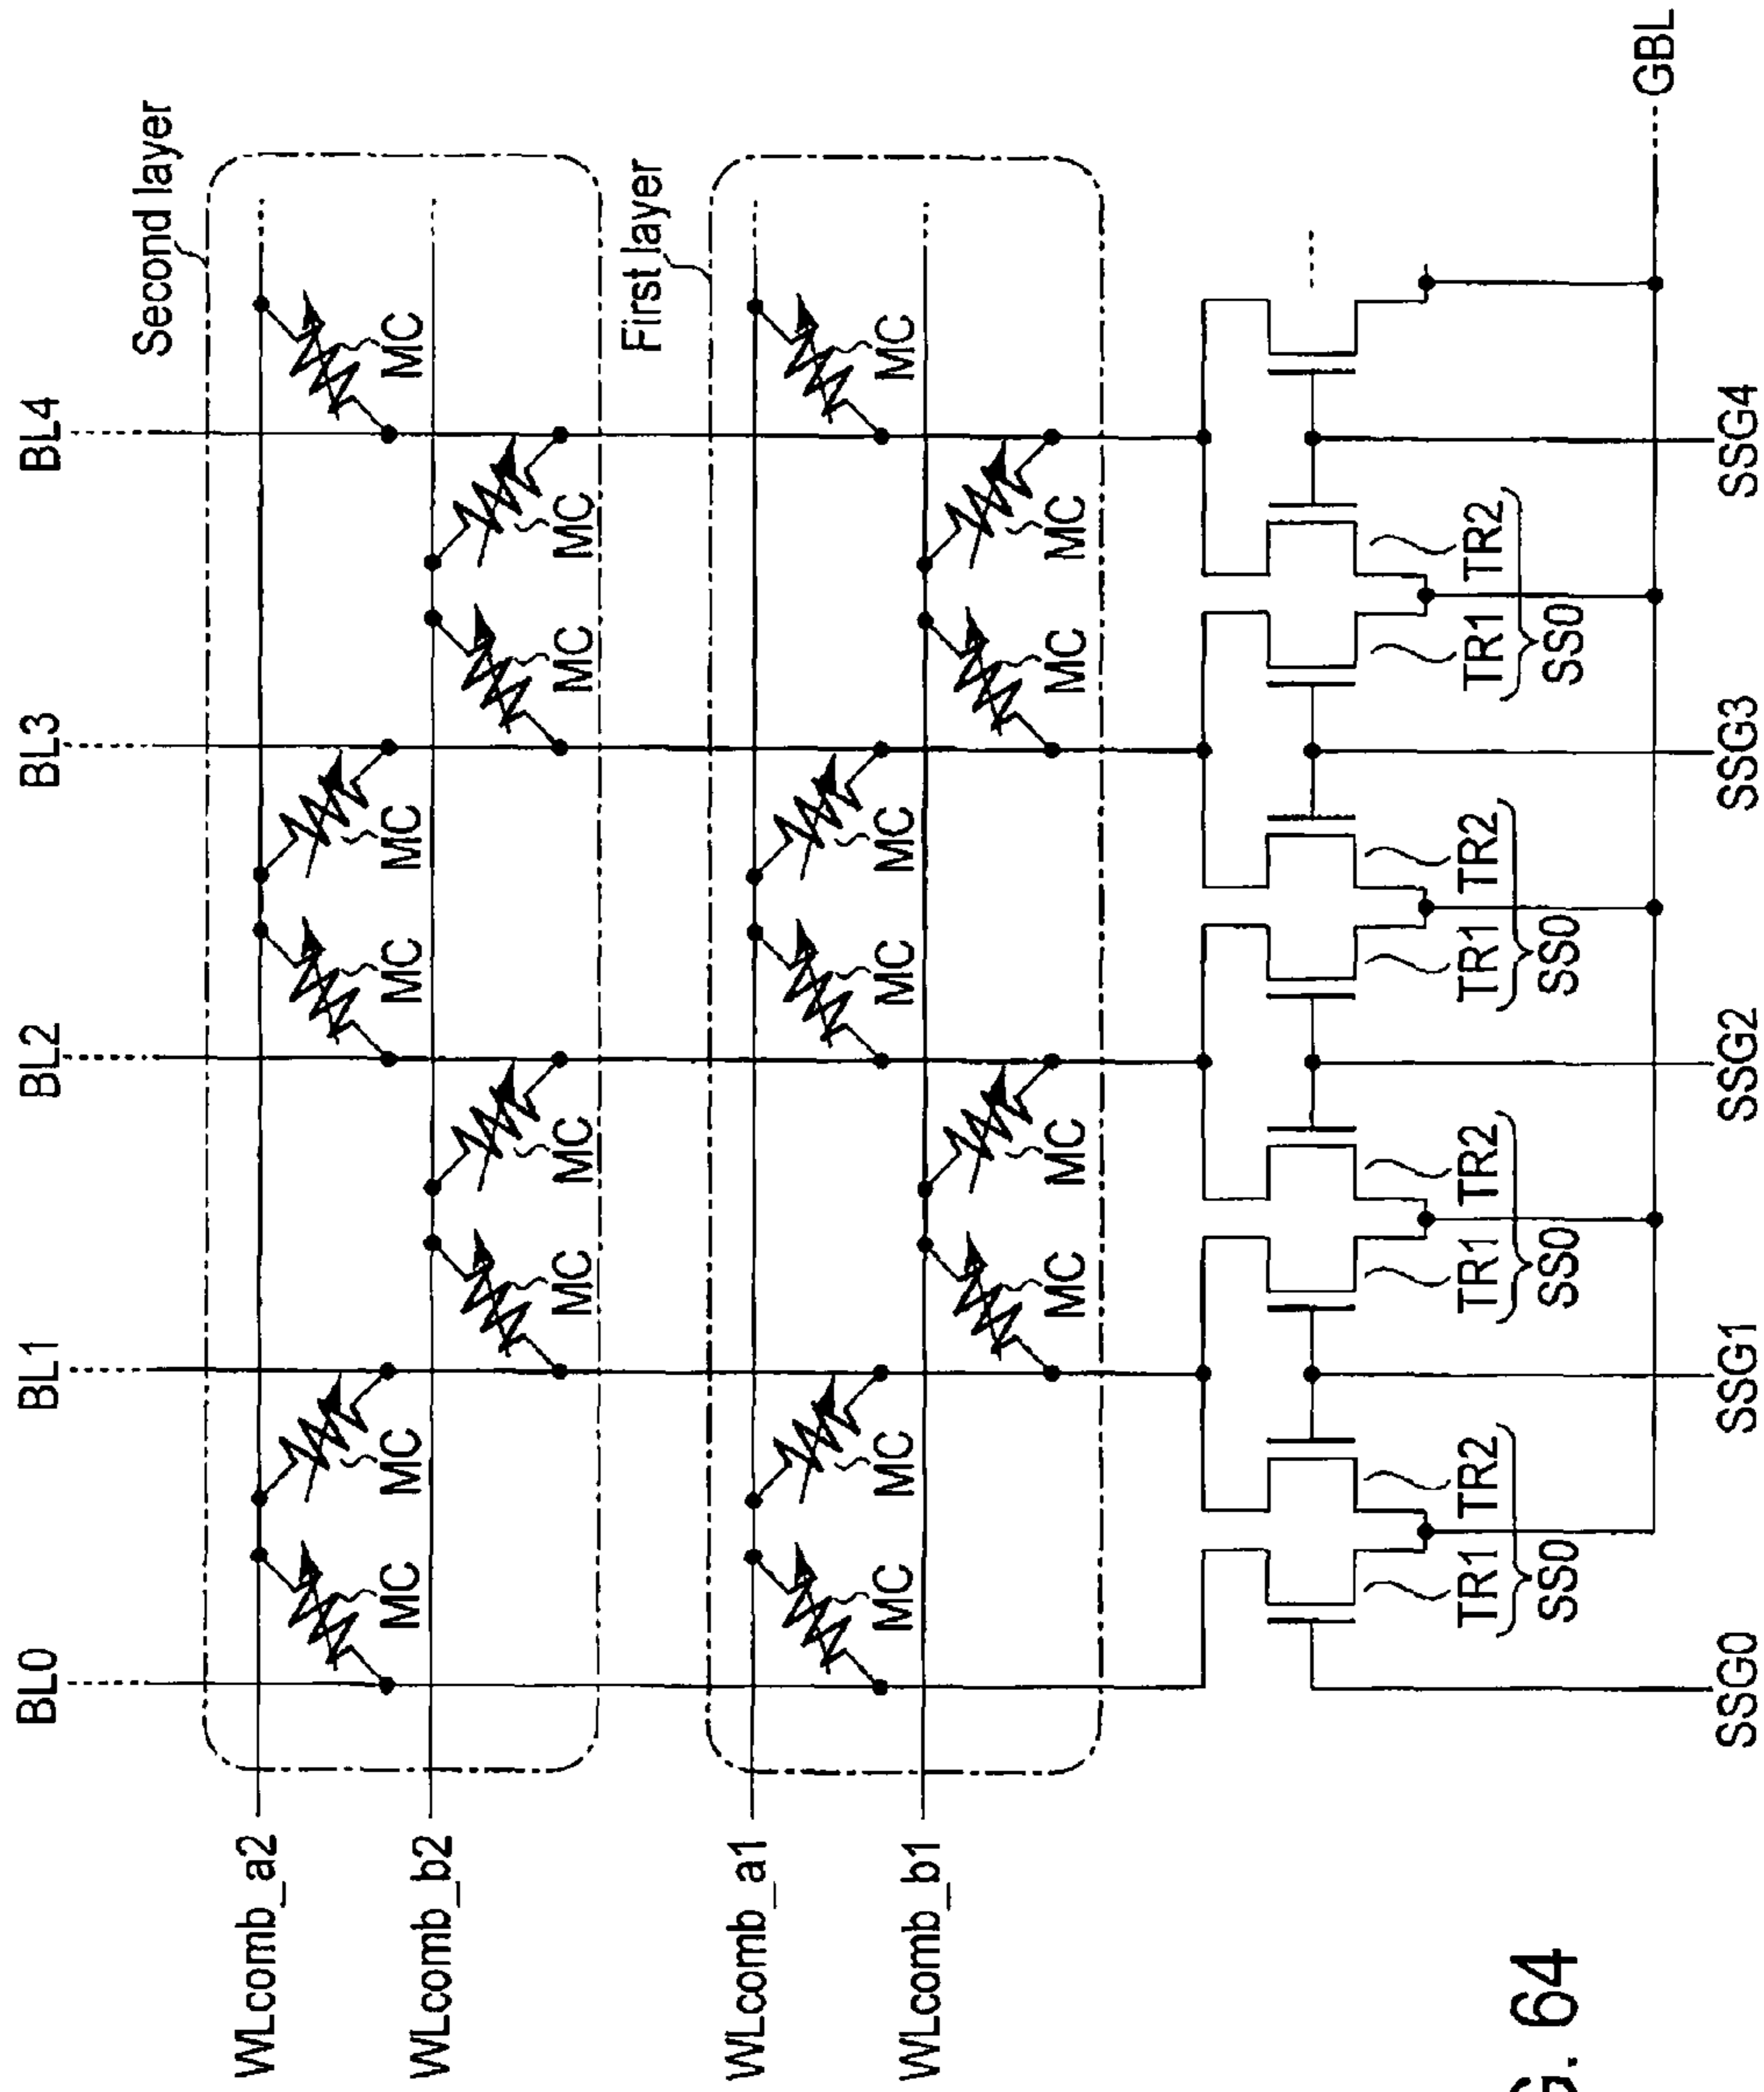 BL0 BL1 BL2 BL3 BL4
Second layer
WLcomb_a2
MC MC MC MC MC
WLcomb_b2
MC MC MC MC
First layer
WLcomb_a1
MC MC MC MC MC
WLcomb_b1
MC MC MC MC
TR1 TR2 TR1 TR2 TR1 TR2 TR1 TR2
SS0 SS0 SS0 SS0
GBL
SSG0 SSG1 SSG2 SSG3 SSG4
G. 64